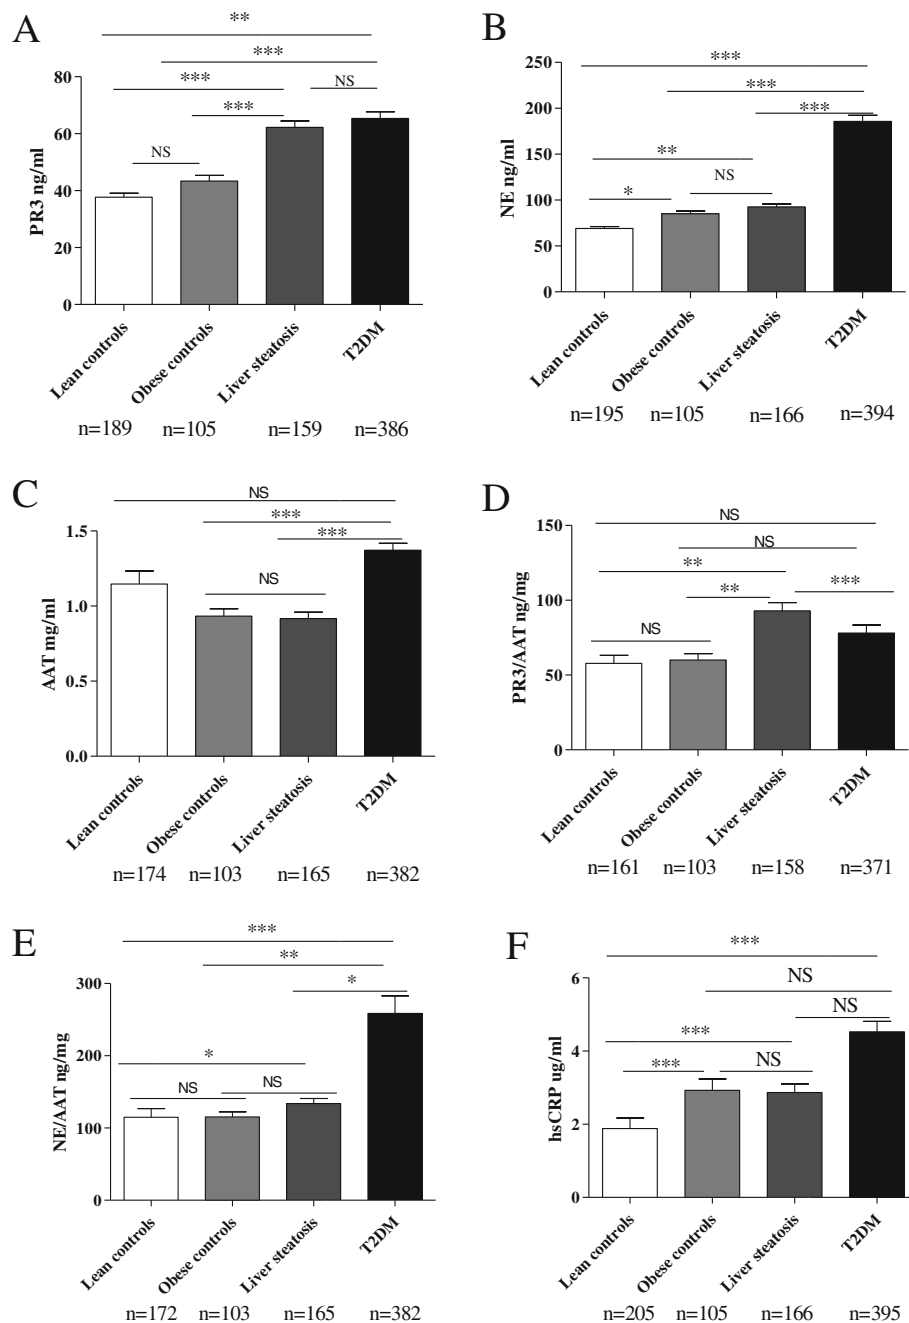 A
**
***
***
NS
***
NS
PR3 ng/ml
80
60
40
20
0
Lean controls
Obese controls
Liver steatosis
T2DM
n=189
n=105
n=159
n=386
B
***
***
***
**
NS
*
NE ng/ml
250
200
150
100
50
0
Lean controls
Obese controls
Liver steatosis
T2DM
n=195
n=105
n=166
n=394
C
NS
***
***
NS
AAT mg/ml
1.5
1.0
0.5
0.0
Lean controls
Obese controls
Liver steatosis
T2DM
n=174
n=103
n=165
n=382
D
NS
NS
**
**
***
NS
PR3/AAT ng/mg
150
100
50
0
Lean controls
Obese controls
Liver steatosis
T2DM
n=161
n=103
n=158
n=371
E
***
**
*
*
NS
NS
NE/AAT ng/mg
300
200
100
0
Lean controls
Obese controls
Liver steatosis
T2DM
n=172
n=103
n=165
n=382
F
***
NS
NS
***
***
NS
hsCRP ug/ml
6
4
2
0
Lean controls
Obese controls
Liver steatosis
T2DM
n=205
n=105
n=166
n=395